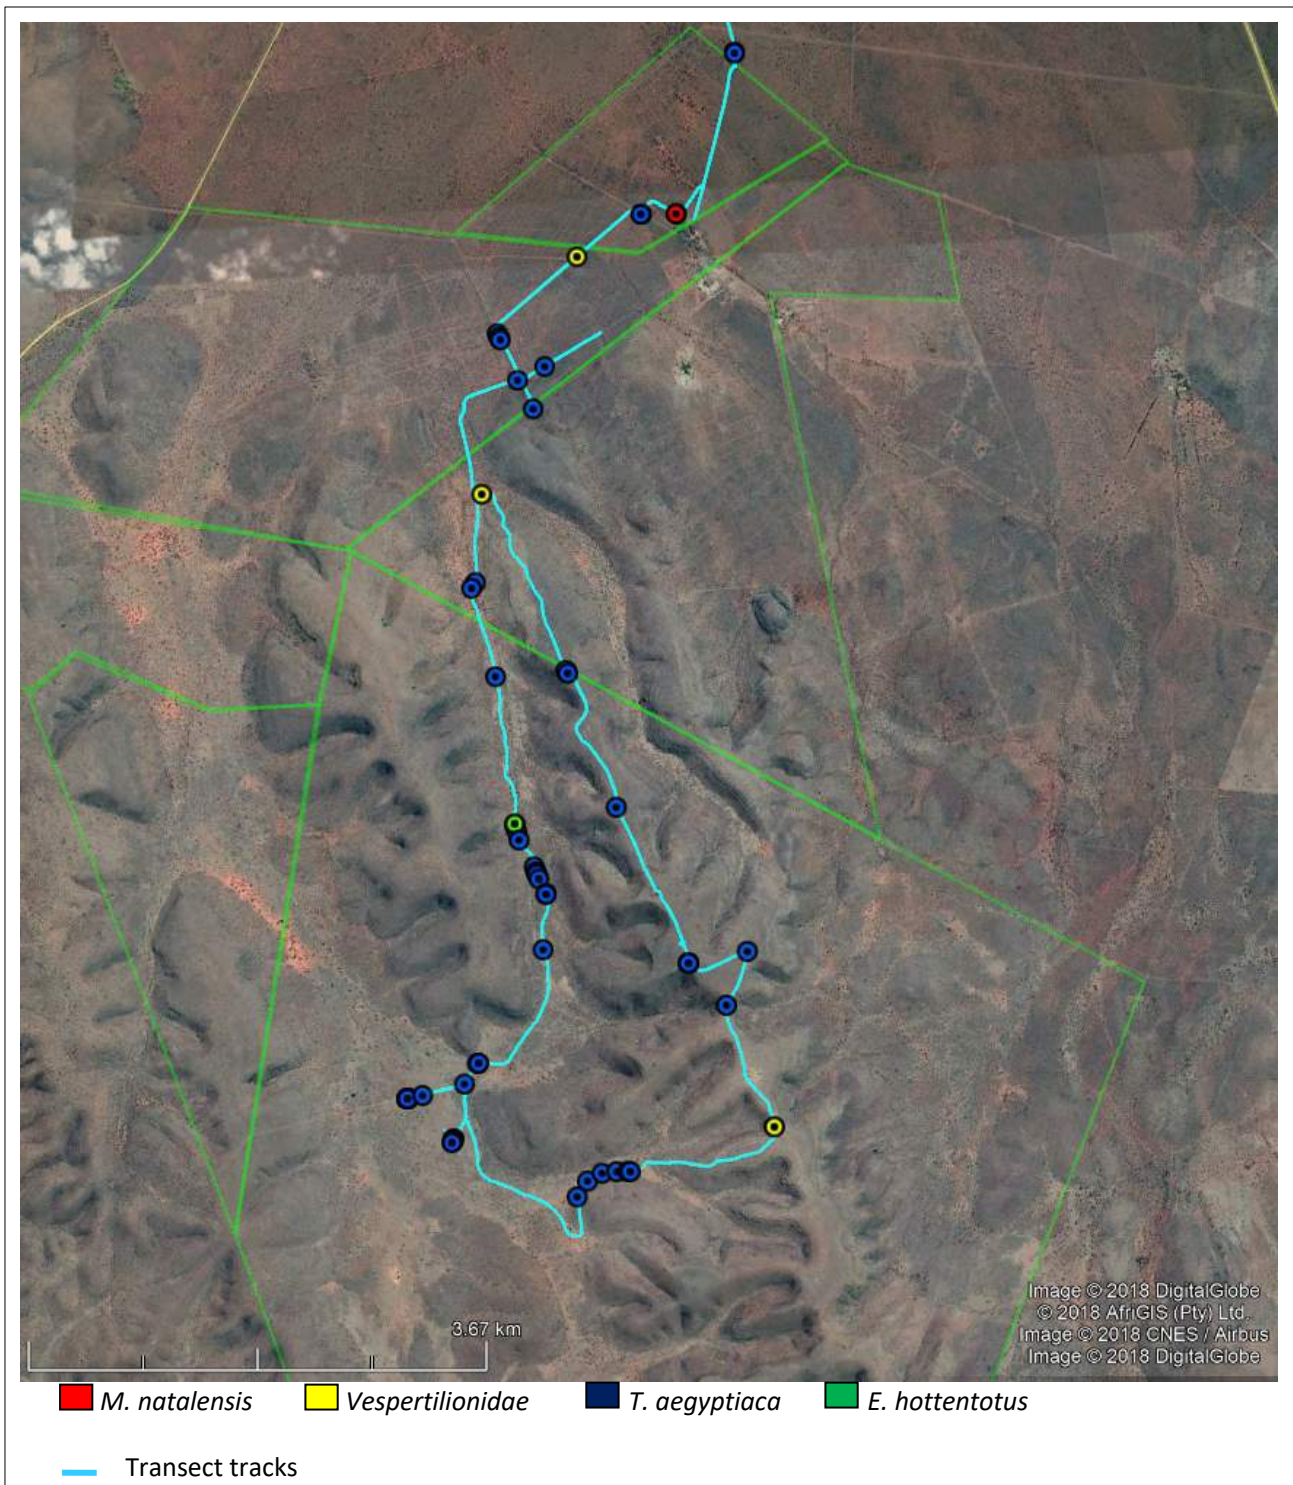 3.67 km
Image © 2018 DigitalGlobe
© 2018 AfriGIS (Pty) Ltd.
Image © 2018 CNES / Airbus
Image © 2018 DigitalGlobe
M. natalensis Vespertilionidae T. aegyptiaca E. hottentotus
Transect tracks